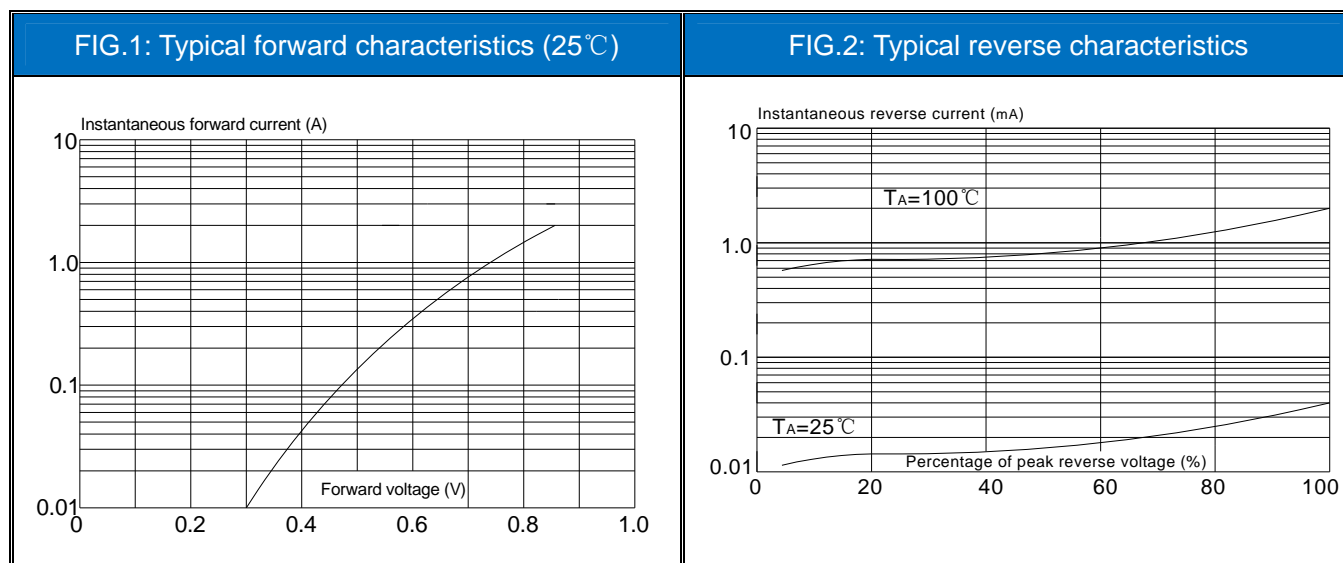 FIG.1: Typical forward characteristics (25℃)
Instantaneous forward current (A)
10
1.0
0.1
0.01
Forward voltage (V)
0 0.2 0.4 0.6 0.8 1.0
FIG.2: Typical reverse characteristics
Instantaneous reverse current (mA)
10
TA=100℃
1.0
0.1
TA=25℃
Percentage of peak reverse voltage (%)
0.01
0 20 40 60 80 100